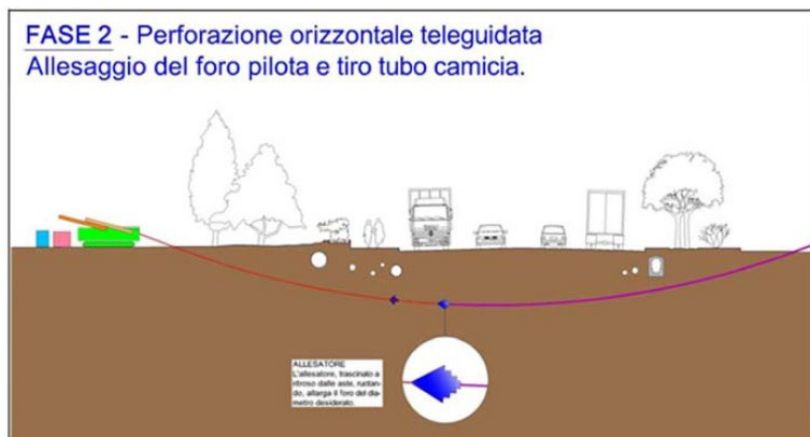 FASE 2 - Perforazione orizzontale teleguidata
Allesaggio del foro pilota e tiro tubo camicia.
ALLESATORE
L'allesatore, trascinato a
ritroso dalle aste, ruotan-
do, allarga il foro del dia-
metro desiderato.